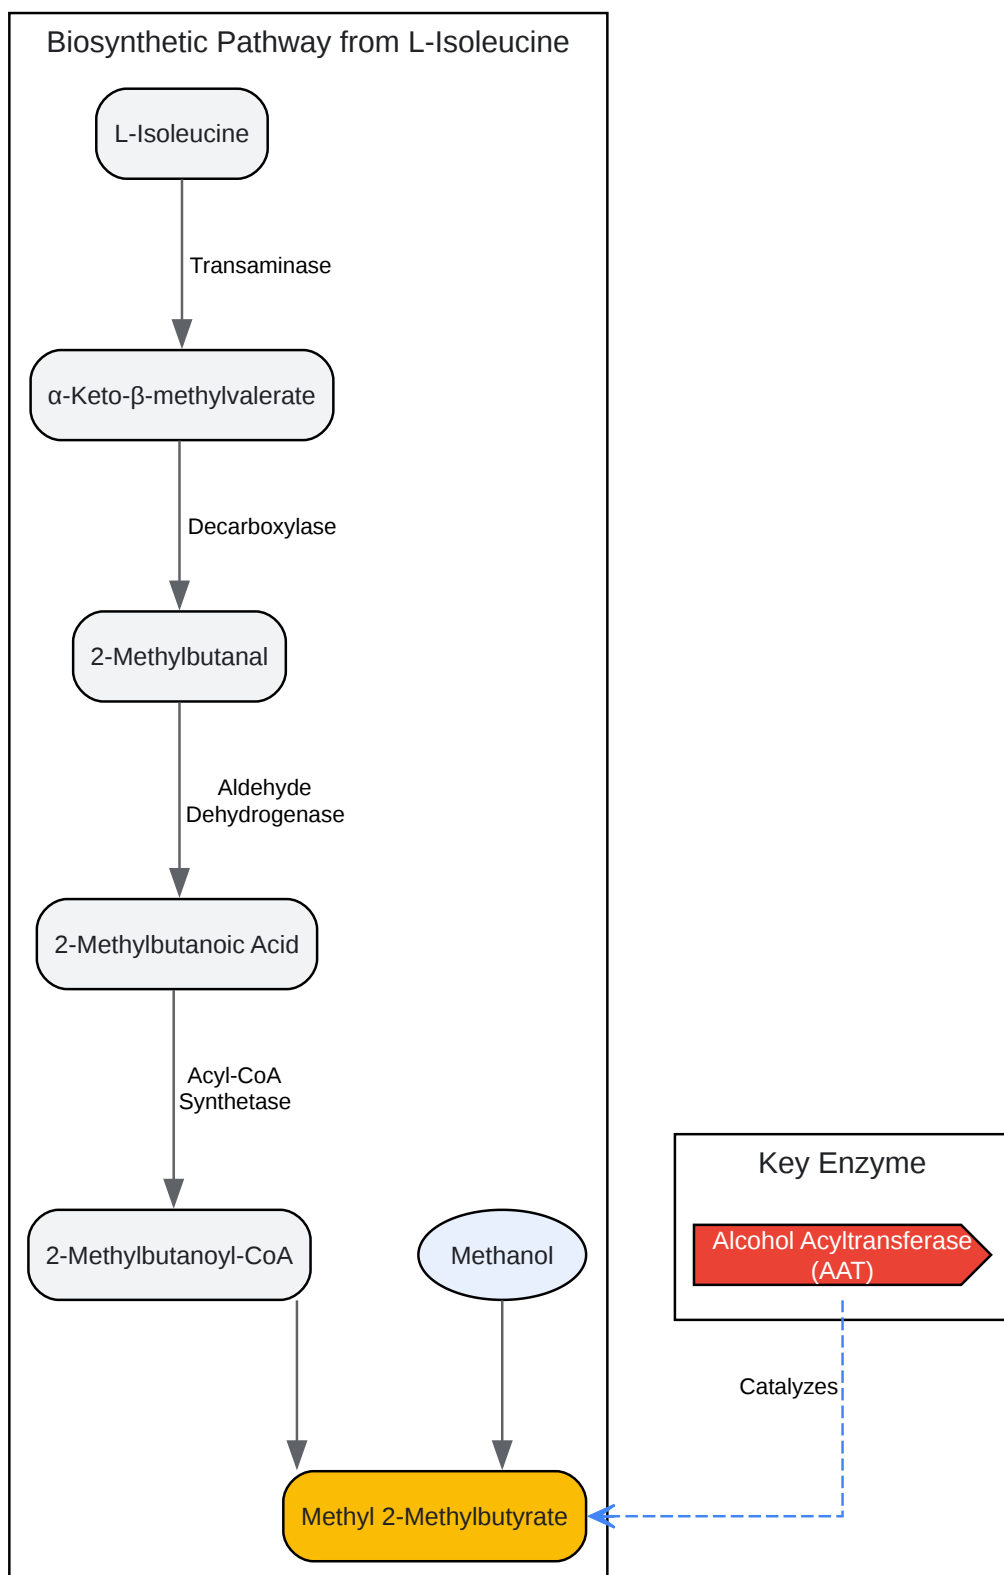 Biosynthetic Pathway from L-Isoleucine
L-Isoleucine
Transaminase
α-Keto-β-methylvalerate
Decarboxylase
2-Methylbutanal
Aldehyde
Dehydrogenase
2-Methylbutanoic Acid
Acyl-CoA
Synthetase
2-Methylbutanoyl-CoA
Methanol
Key Enzyme
Alcohol Acyltransferase
(AAT)
Catalyzes
Methyl 2-Methylbutyrate